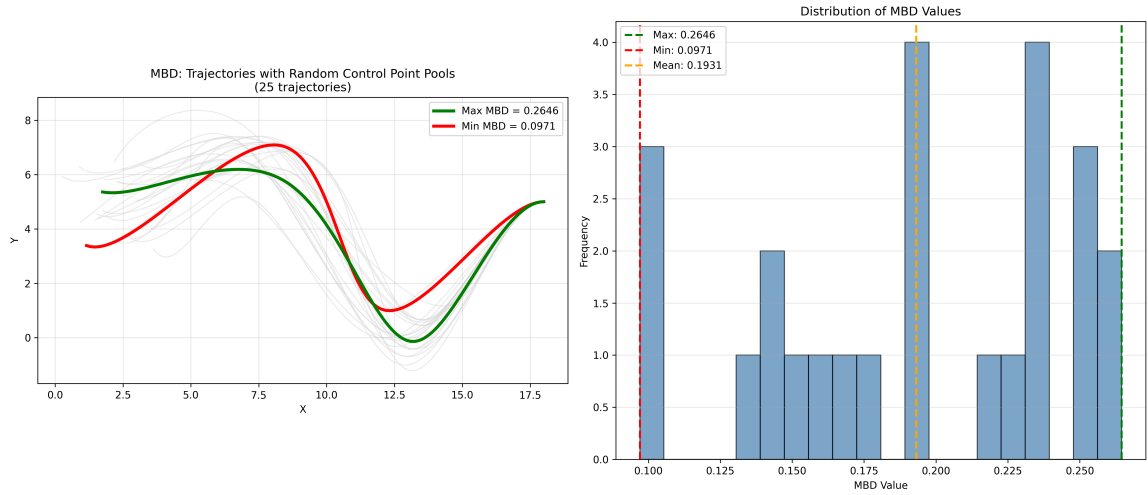 MBD: Trajectories with Random Control Point Pools
(25 trajectories)
Max MBD = 0.2646
Min MBD = 0.0971
8
6
4
2
0
Y
0.0 2.5 5.0 7.5 10.0 12.5 15.0 17.5
X
Distribution of MBD Values
Max: 0.2646
Min: 0.0971
Mean: 0.1931
4.0
3.5
3.0
2.5
2.0
1.5
1.0
0.5
0.0
Frequency
0.100 0.125 0.150 0.175 0.200 0.225 0.250
MBD Value